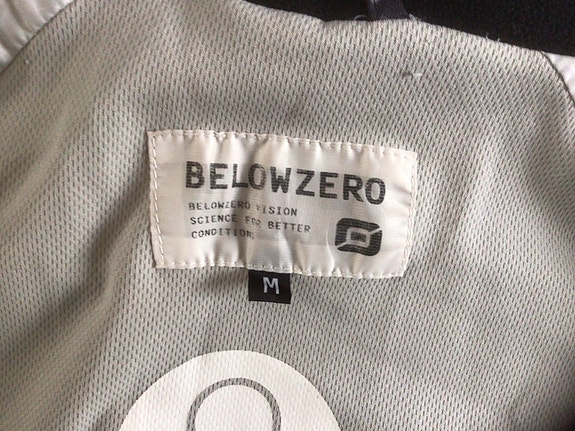 BELOWZERO
BELOWZERO VISION
SCIENCE FOR BETTER
CONDITIONS
M